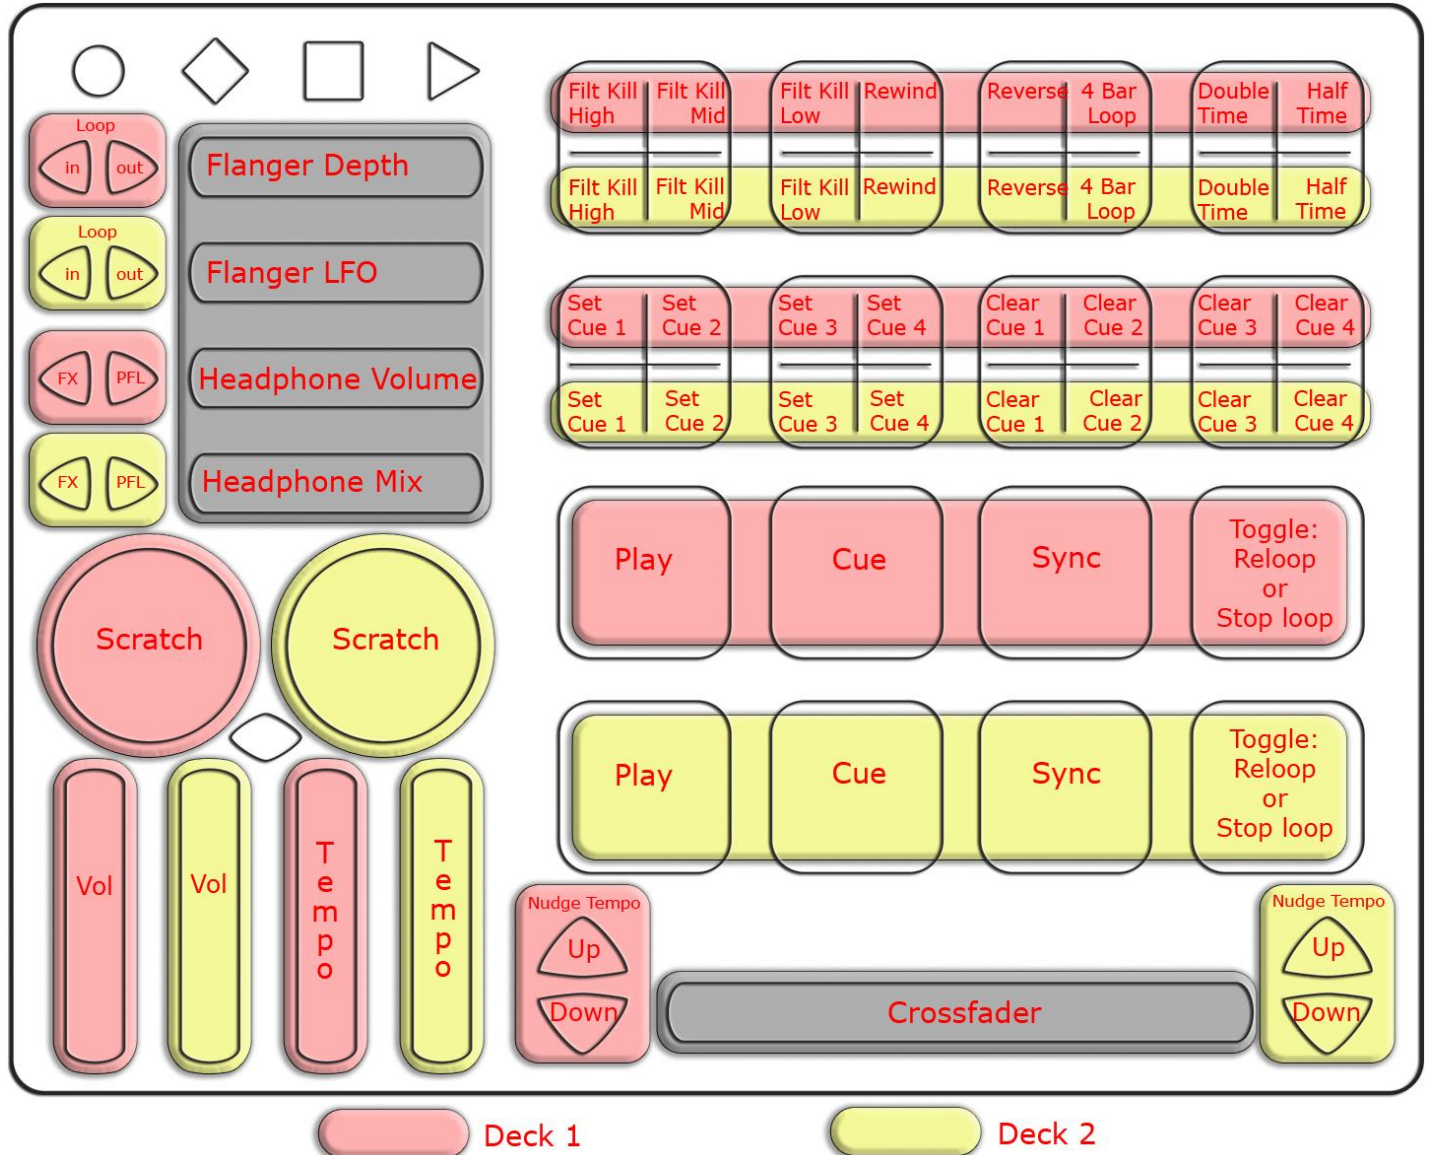 Loop
in out
Loop
in out
FX PFL
FX PFL
Flanger Depth
Flanger LFO
Headphone Volume
Headphone Mix
Scratch Scratch
Vol Vol Tempo Tempo
Filt Kill Filt Kill Filt Kill Rewind Reverse 4 Bar Double Half
High Mid Low Loop Time Time
Filt Kill Filt Kill Filt Kill Rewind Reverse 4 Bar Double Half
High Mid Low Loop Time Time
Set Set Set Set Clear Clear Clear Clear
Cue 1 Cue 2 Cue 3 Cue 4 Cue 1 Cue 2 Cue 3 Cue 4
Set Set Set Set Clear Clear Clear Clear
Cue 1 Cue 2 Cue 3 Cue 4 Cue 1 Cue 2 Cue 3 Cue 4
Play Cue Sync
Toggle:
Reloop
or
Stop loop
Play Cue Sync
Toggle:
Reloop
or
Stop loop
Nudge Tempo
Up
Down
Crossfader
Nudge Tempo
Up
Down
Deck 1 Deck 2